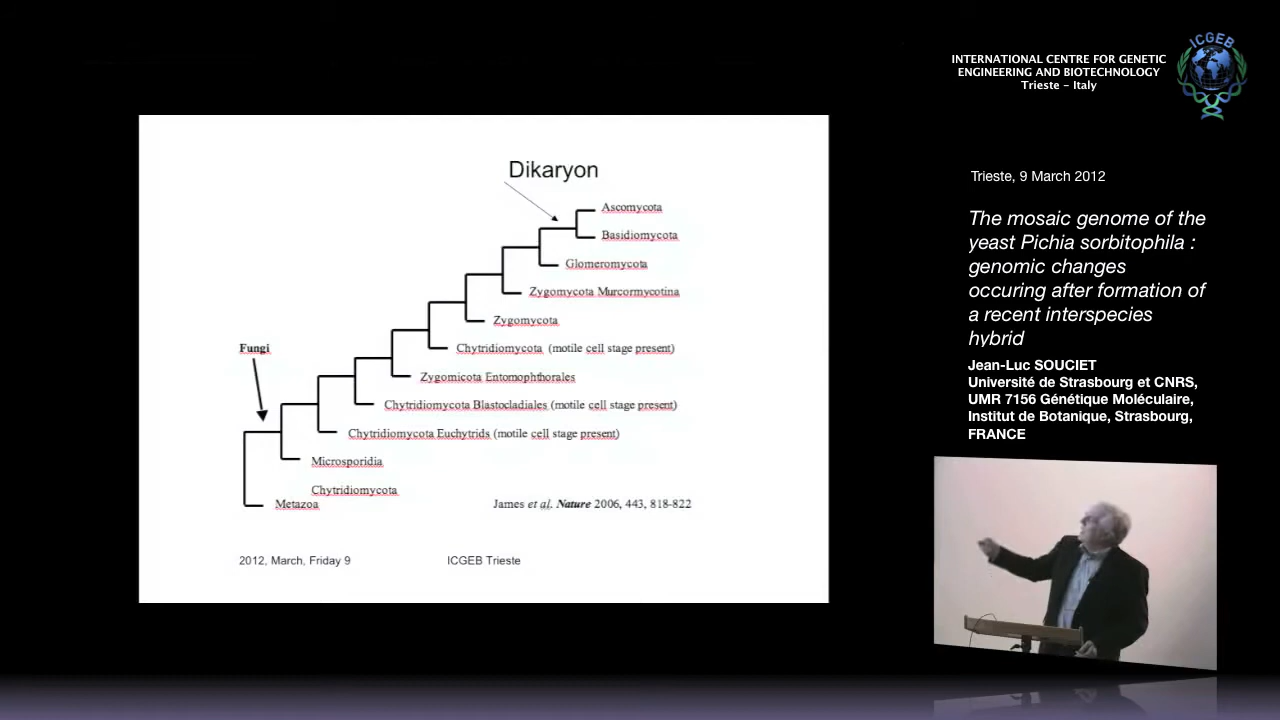 ICGEB
INTERNATIONAL CENTRE FOR GENETIC
ENGINEERING AND BIOTECHNOLOGY
Trieste – Italy
Trieste, 9 March 2012
The mosaic genome of the
yeast Pichia sorbitophila :
genomic changes
occuring after formation of
a recent interspecies
hybrid
Jean-Luc SOUCIET
Université de Strasbourg et CNRS,
UMR 7156 Génétique Moléculaire,
Institut de Botanique, Strasbourg,
FRANCE
Dikaryon
Ascomycota
Basidiomycota
Glomeromycota
Zygomycota Murcormycotina
Zygomycota
Fungi
Chytridiomycota (motile cell stage present)
Zygomicota Entomophthorales
Chytridiomycota Blastocladiales (motile cell stage present)
Chytridiomycota Euchytrids (motile cell stage present)
Microsporidia
Chytridiomycota
Metazoa
James et al. Nature 2006, 443, 818-822
2012, March, Friday 9
ICGEB Trieste